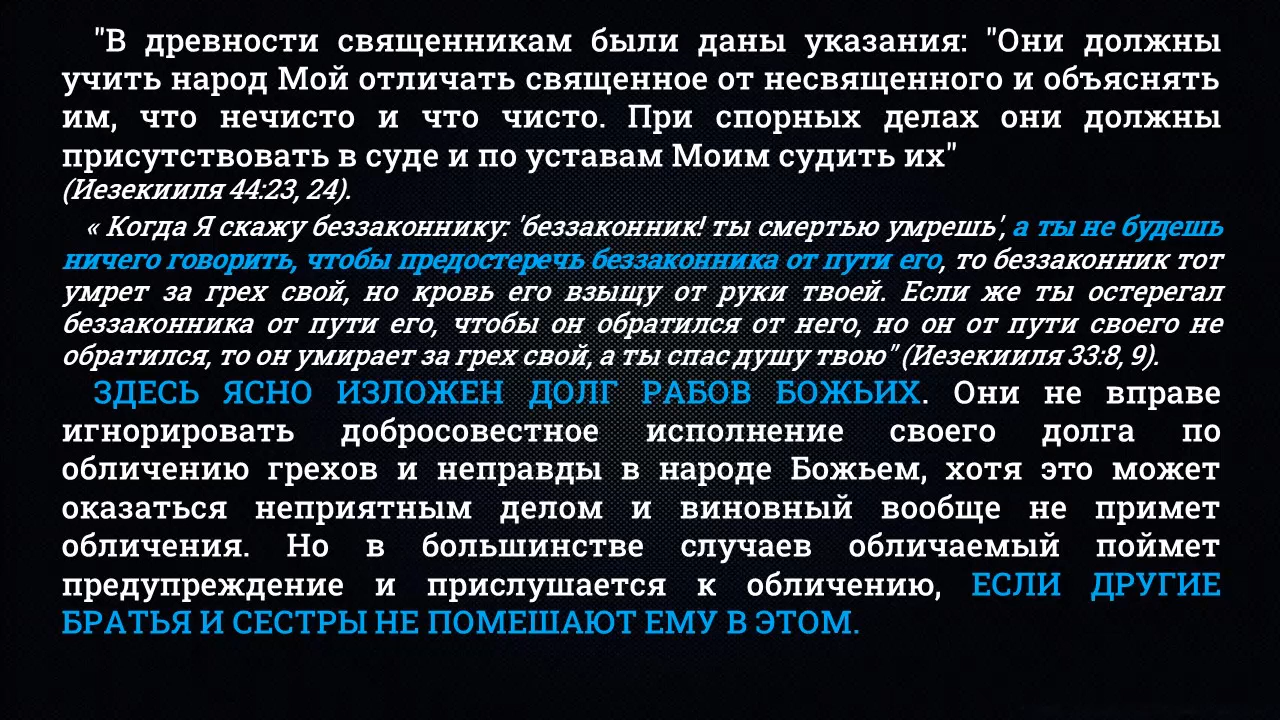 "В древности священникам были даны указания: "Они должны
учить народ Мой отличать священное от несвященного и объяснять
им, что нечисто и что чисто. При спорных делах они должны
присутствовать в суде и по уставам Моим судить их"
(Иезекииля 44:23, 24).
« Когда Я скажу беззаконнику: 'беззаконник! ты смертью умрешь', а ты не будешь
ничего говорить, чтобы предостеречь беззаконника от пути его, то беззаконник тот
умрет за грех свой, но кровь его взыщу от руки твоей. Если же ты остерегал
беззаконника от пути его, чтобы он обратился от него, но он от пути своего не
обратился, то он умирает за грех свой, а ты спас душу твою" (Иезекииля 33:8, 9).
ЗДЕСЬ ЯСНО ИЗЛОЖЕН ДОЛГ РАБОВ БОЖЬИХ. Они не вправе
игнорировать добросовестное исполнение своего долга по
обличению грехов и неправды в народе Божьем, хотя это может
оказаться неприятным делом и виновный вообще не примет
обличения. Но в большинстве случаев обличаемый поймет
предупреждение и прислушается к обличению, ЕСЛИ ДРУГИЕ
БРАТЬЯ И СЕСТРЫ НЕ ПОМЕШАЮТ ЕМУ В ЭТОМ.